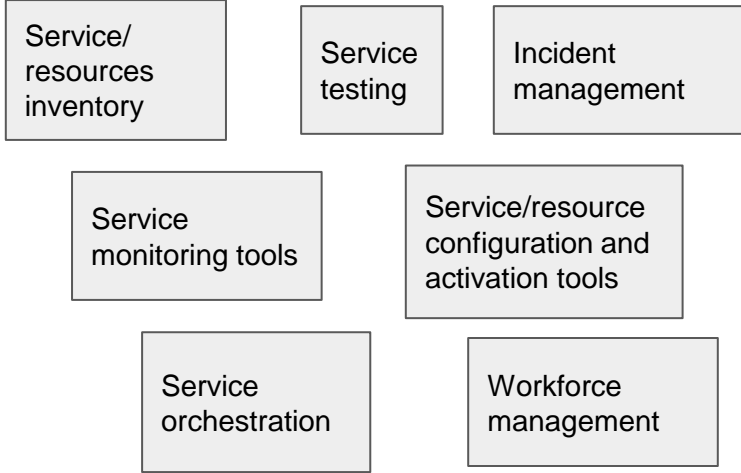 Service/
resources
inventory
Service
testing
Incident
management
Service
monitoring tools
Service/resource
configuration and
activation tools
Service
orchestration
Workforce
management